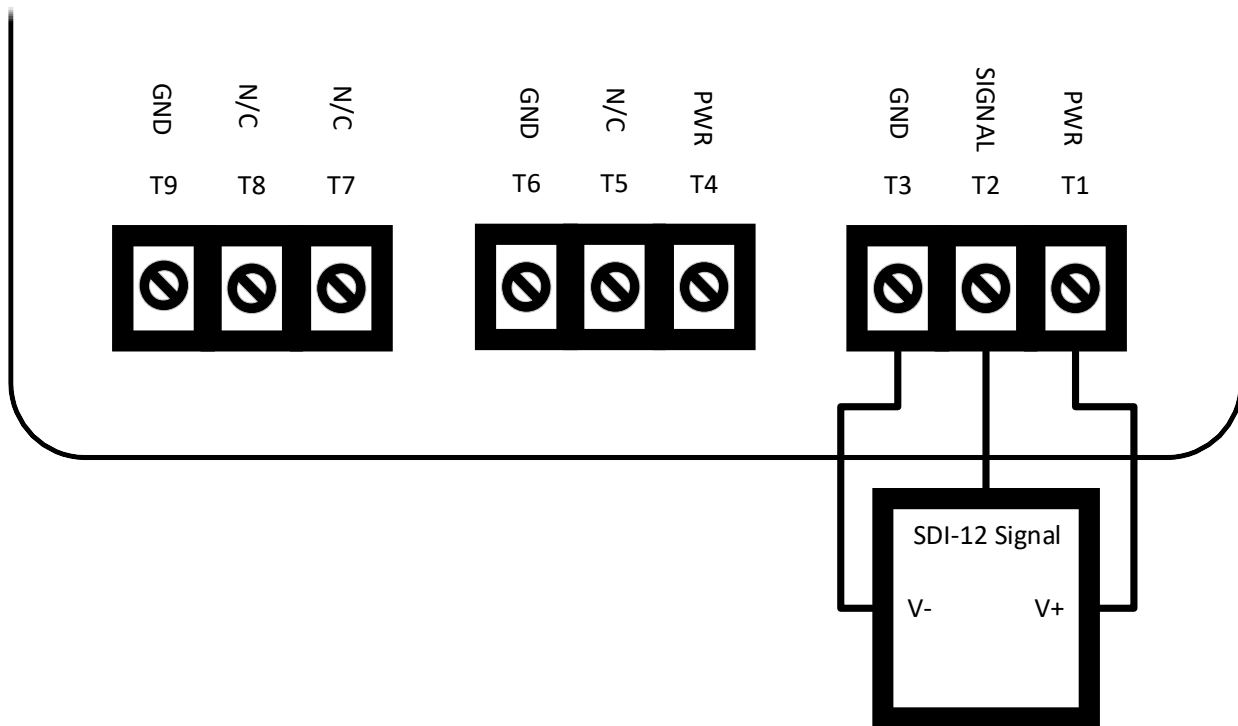 GND N/C N/C GND N/C PWR GND SIGNAL PWR
T9 T8 T7 T6 T5 T4 T3 T2 T1
SDI-12 Signal
V- V+